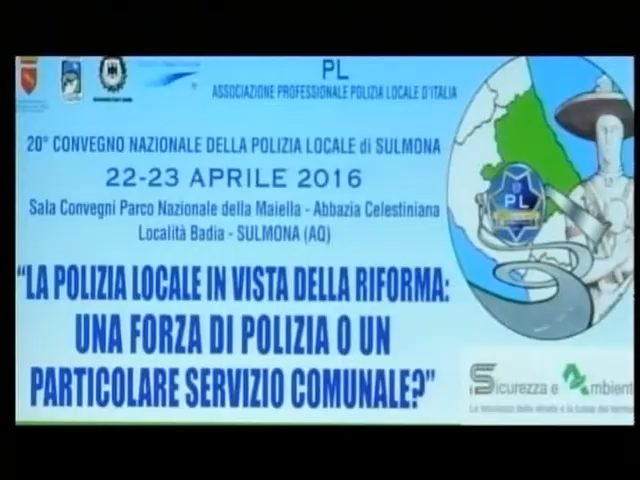 PL
ASSOCIAZIONE PROFESSIONALE POLIZIA LOCALE D'ITALIA
20° CONVEGNO NAZIONALE DELLA POLIZIA LOCALE di SULMONA
22-23 APRILE 2016
Sala Convegni Parco Nazionale della Maiella - Abbazia Celestiniana
Località Badia - SULMONA (AQ)
PL
"LA POLIZIA LOCALE IN VISTA DELLA RIFORMA:
UNA FORZA DI POLIZIA O UN
PARTICOLARE SERVIZIO COMUNALE?"
Sicurezza e Ambient